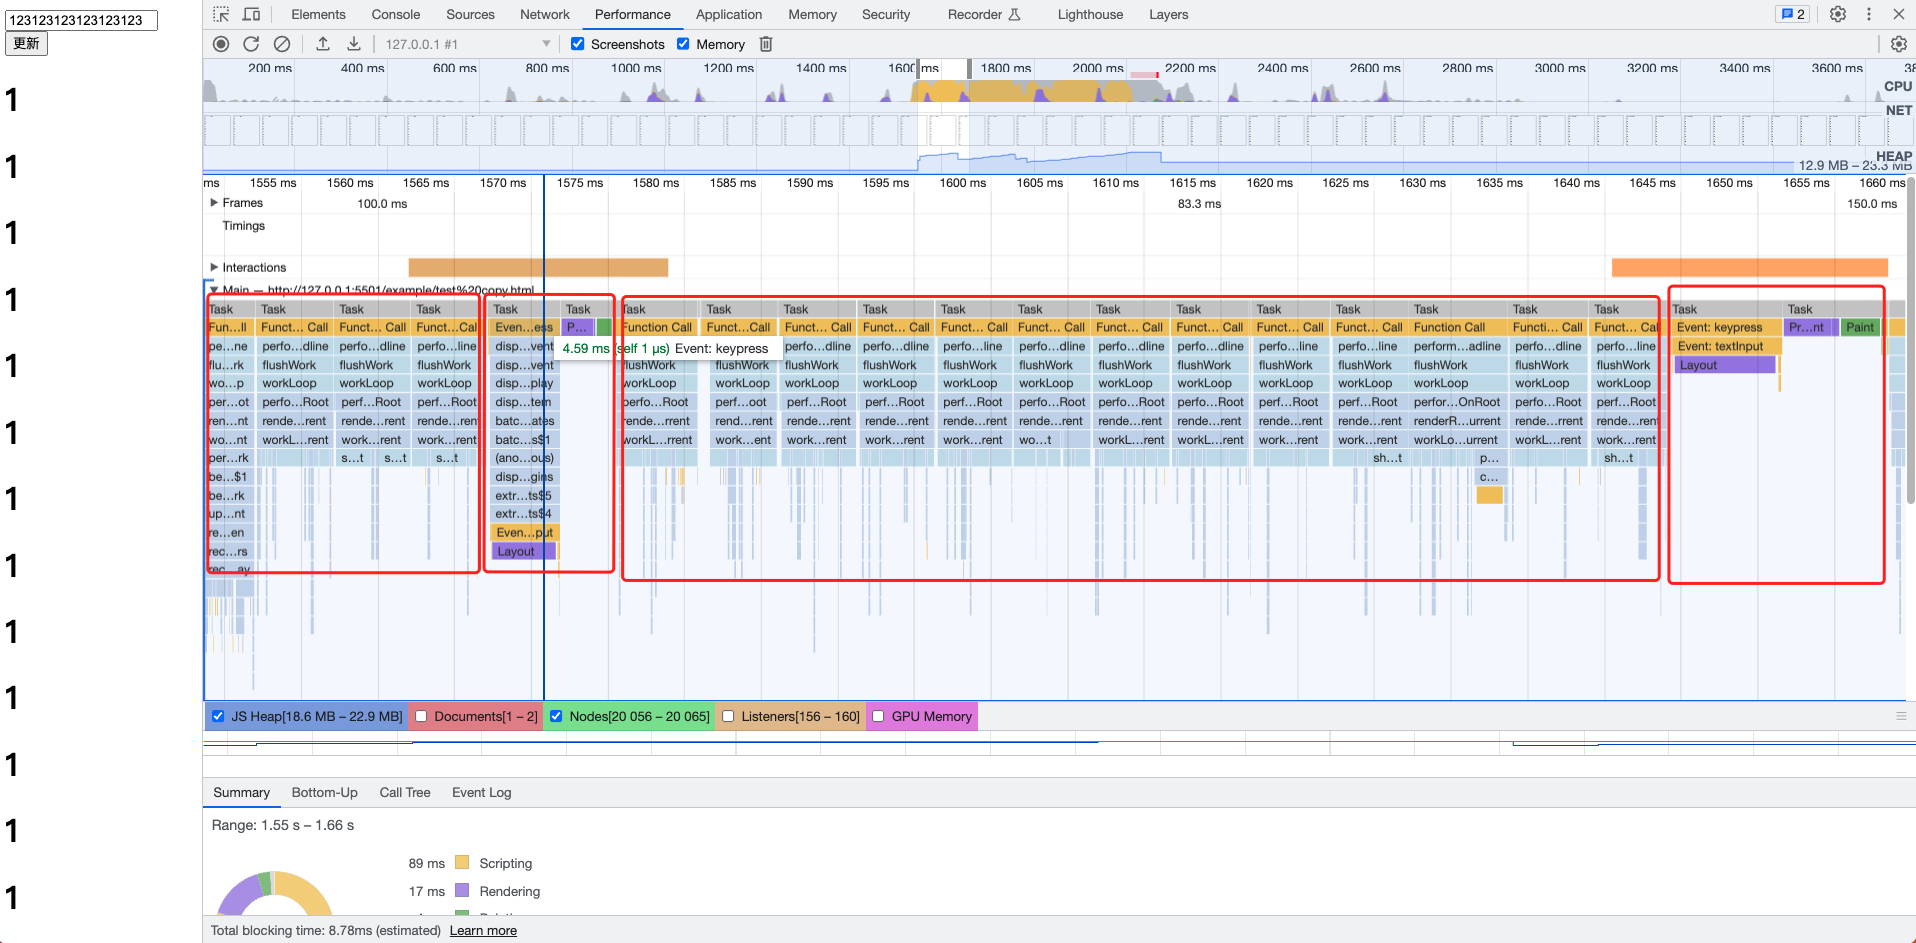 123123123123123123
更新
1
1
1
1
1
1
1
1
1
1
1
1
1
Elements Console Sources Network Performance Application Memory Security Recorder Lighthouse Layers 2
127.0.0.1 #1 Screenshots Memory
200 ms 400 ms 600 ms 800 ms 1000 ms 1200 ms 1400 ms 1600 ms 1800 ms 2000 ms 2200 ms 2400 ms 2600 ms 2800 ms 3000 ms 3200 ms 3400 ms 3600 ms
CPU
NET
HEAP
12.9 MB – 23.3 MB
ms 1555 ms 1560 ms 1565 ms 1570 ms 1575 ms 1580 ms 1585 ms 1590 ms 1595 ms 1600 ms 1605 ms 1610 ms 1615 ms 1620 ms 1625 ms 1630 ms 1635 ms 1640 ms 1645 ms 1650 ms 1655 ms 1660 ms
Frames 100.0 ms 83.3 ms 150.0 ms
Timings
Interactions
Main — http://127.0.0.1:5501/example/test%20copy.html
Task Task Task Task Task Task Task Task Task Task Task Task Task Task Task Task Task Task Task Task Task
Fun...ll Funct... Call Funct... Call Funct...Cal Even...ess P... Function Call Funct...Call Funct... Call Funct... Call Funct... Call Funct... Call Funct... Call Funct... Call Funct... Call Funct... Call Function Call Functi... Call Funct... Cal Event: keypress Pr...nt Paint
pe...ne perfo...dline perfo...dline perfo...line disp...vent 4.59 ms (self 1 μs) Event: keypress perfo...dline perfo...dline perfo...dline perfo...dline perfo...dline perfo...line perfo...dline perfo...line perform...adline perfo...dline perfo...line Event: textInput
flu...rk flushWork flushWork flushWork disp...vent flushWork flushWork flushWork flushWork flushWork flushWork flushWork flushWork flushWork flushWork flushWork flushWork flushWork Layout
wo...p workLoop workLoop workLoop disp...play workLoop workLoop workLoop workLoop workLoop workLoop workLoop workLoop workLoop workLoop workLoop workLoop workLoop
per...ot perfo...Root perf...Root perf...Root disp...tem perfo...Root perf...oot perf...Root perf...Root perf...Root perf...Root perfo...Root perf...Root perf...Root perf...Root perfor...OnRoot perf...Root perf...Root
ren...nt rende...rrent rende...rent rende...rent batc...ates rende...rrent rend...rent rende...rent rende...rent rende...rent rende...rent rende...rent rende...rent rende...rent rende...rent renderR...urrent rende...rent rende...rent
wo...nt workL...rrent work...rrent work...rrent batc...s$1 workL...rrent work...ent work...rrent work...rrent work...rrent wo...t workL...rrent workL...rrent work...rrent work...rrent workLo...urrent workL...rrent work...rrent
per...rk s...t s...t s...t (ano...ous) sh...t p... sh...t
be...$1 disp...gins c...
be...rk extr...ts$5
up...nt extr...ts$4
re...en Even...put
rec...rs Layout
rec...ay
JS Heap[18.6 MB – 22.9 MB] Documents[1 – 2] Nodes[20 056 – 20 065] Listeners[156 – 160] GPU Memory
Summary Bottom-Up Call Tree Event Log
Range: 1.55 s – 1.66 s
89 ms Scripting
17 ms Rendering
Total blocking time: 8.78ms (estimated) Learn more